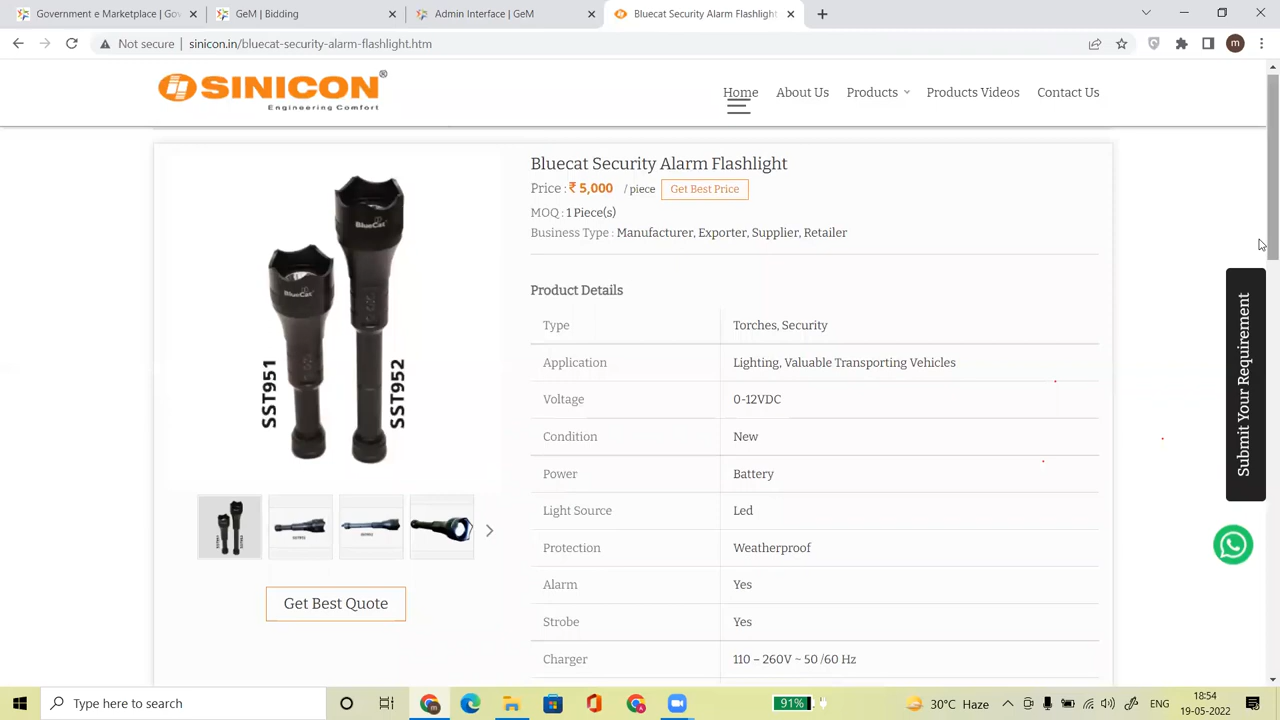 Government e Marketplace | Gov
GeM | Bidding
Admin Interface | GeM
Bluecat Security Alarm Flashlight
Not secure
sinicon.in/bluecat-security-alarm-flashlight.htm
m
SINICON®
Engineering Comfort
Home
About Us
Products
Products Videos
Contact Us
Bluecat Security Alarm Flashlight
Price : ₹ 5,000 / piece Get Best Price
MOQ : 1 Piece(s)
Business Type : Manufacturer, Exporter, Supplier, Retailer
BlueCat
BlueCat
SST951
SST952
Product Details
Type Torches, Security
Application Lighting, Valuable Transporting Vehicles
Voltage 0-12VDC
Condition New
Power Battery
Light Source Led
Protection Weatherproof
Alarm Yes
Strobe Yes
Charger 110 – 260V ~ 50 /60 Hz
Get Best Quote
Submit Your Requirement
Type here to search
91%
30°C Haze
ENG
18:54
19-05-2022